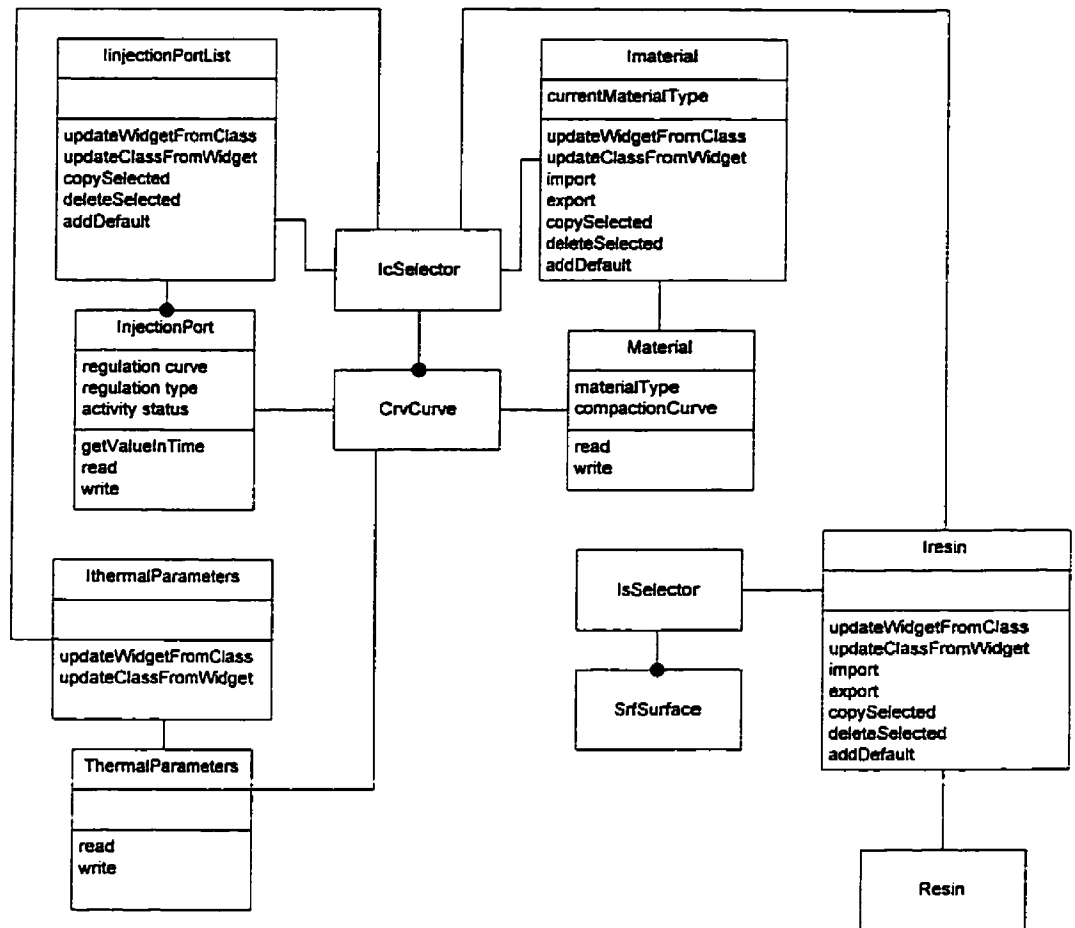 IinjectionPortList
updateWidgetFromClass
updateClassFromWidget
copySelected
deleteSelected
addDefault
Imaterial
currentMaterialType
updateWidgetFromClass
updateClassFromWidget
import
export
copySelected
deleteSelected
addDefault
IcSelector
InjectionPort
regulation curve
regulation type
activity status
getValueInTime
read
write
CrvCurve
Material
materialType
compactionCurve
read
write
IthermalParameters
updateWidgetFromClass
updateClassFromWidget
IsSelector
Iresin
updateWidgetFromClass
updateClassFromWidget
import
export
copySelected
deleteSelected
addDefault
SrfSurface
ThermalParameters
read
write
Resin